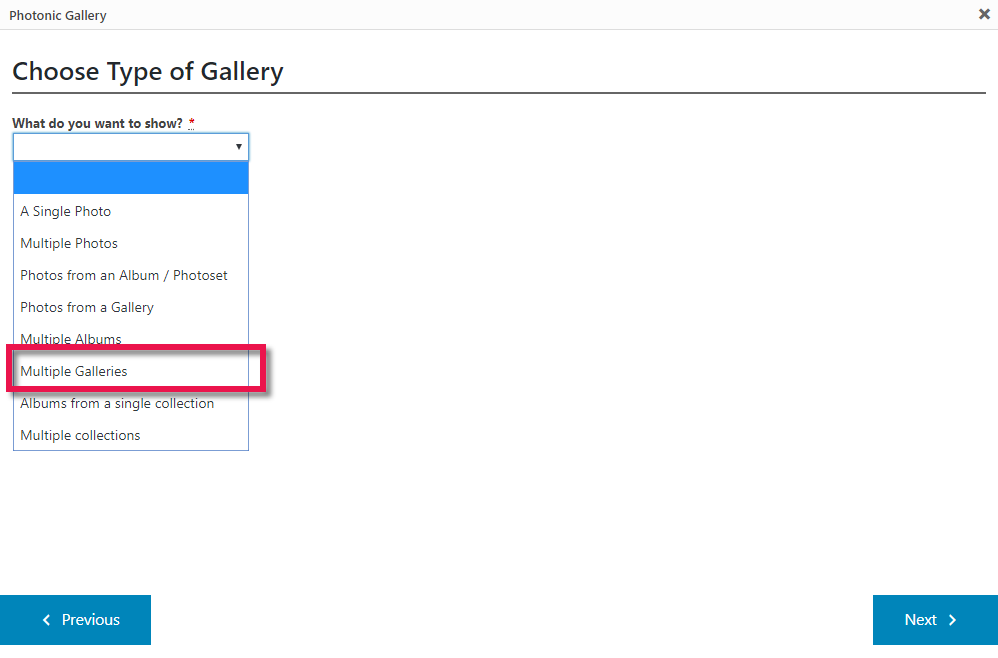 Photonic Gallery
Choose Type of Gallery
What do you want to show? *
A Single Photo
Multiple Photos
Photos from an Album / Photoset
Photos from a Gallery
Multiple Albums
Multiple Galleries
Albums from a single collection
Multiple collections
Previous
Next